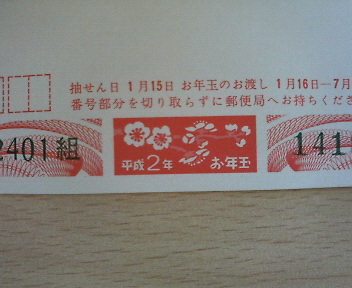 抽せん日 1月15日 お年玉のお渡し 1月16日ー7月
番号部分を切り取らずに郵便局へお持ちくださ
2401組 平成2年 お年玉 141